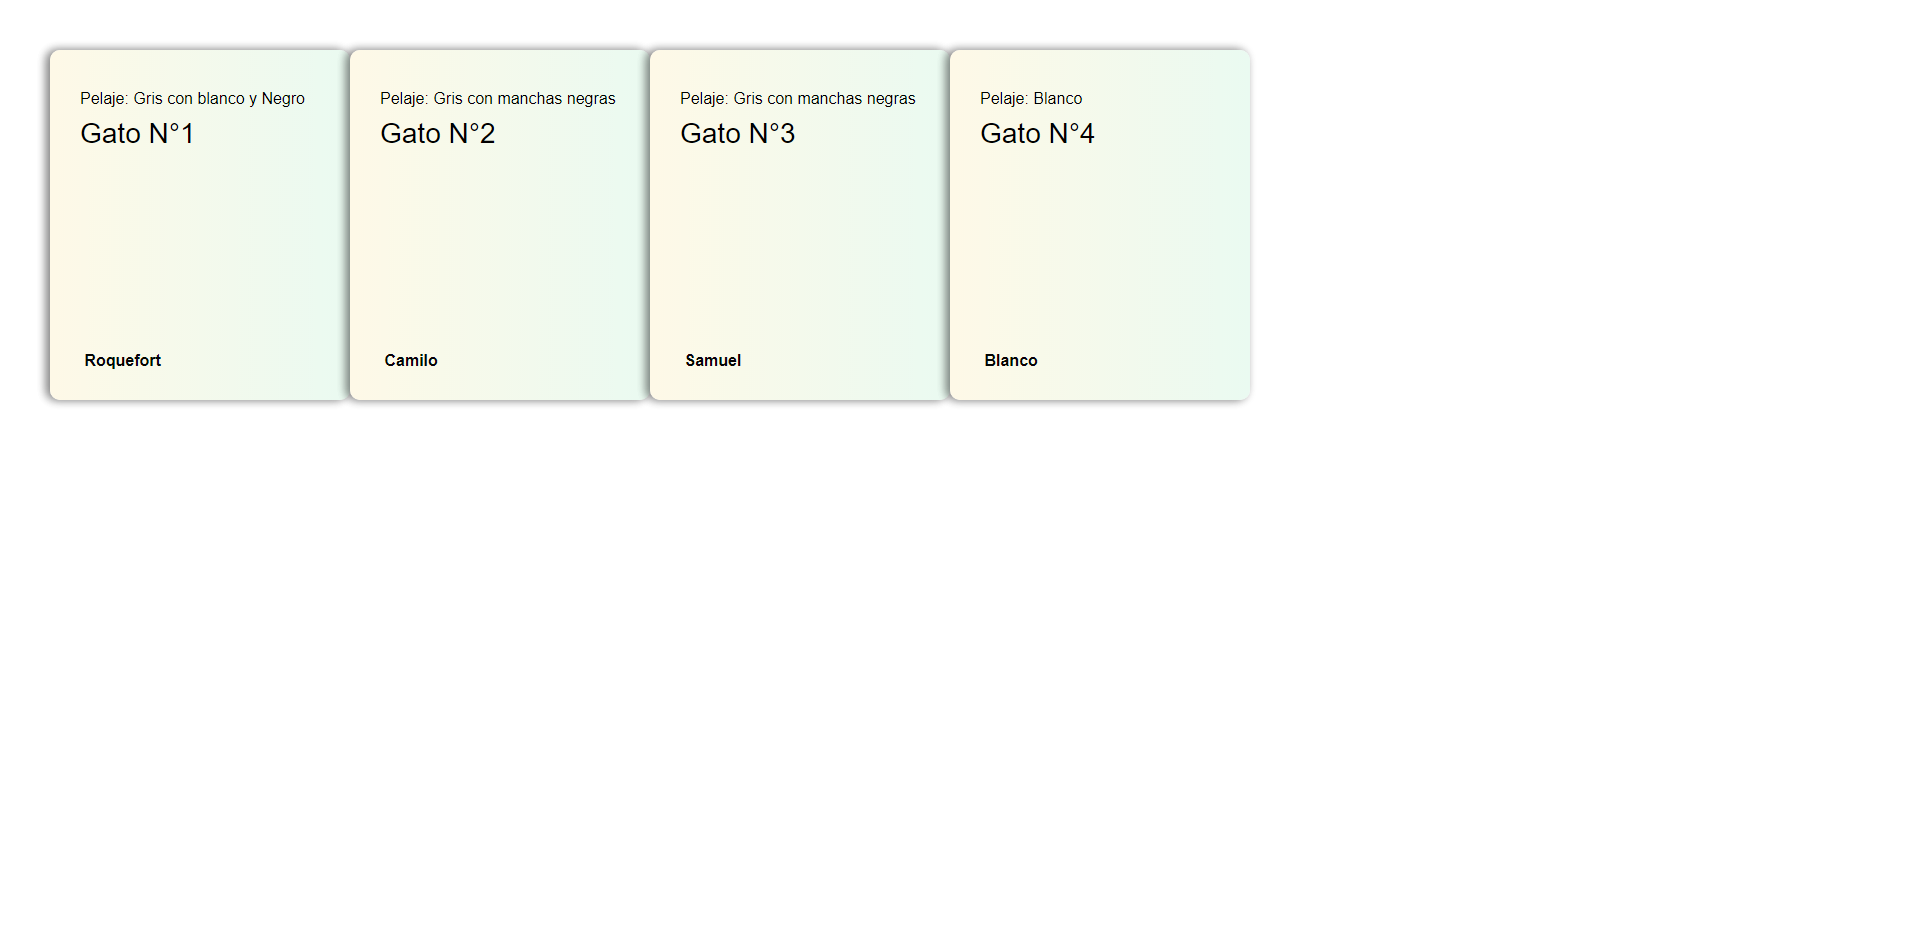 Pelaje: Gris con blanco y Negro
Gato N°1
Roquefort
Pelaje: Gris con manchas negras
Gato N°2
Camilo
Pelaje: Gris con manchas negras
Gato N°3
Samuel
Pelaje: Blanco
Gato N°4
Blanco